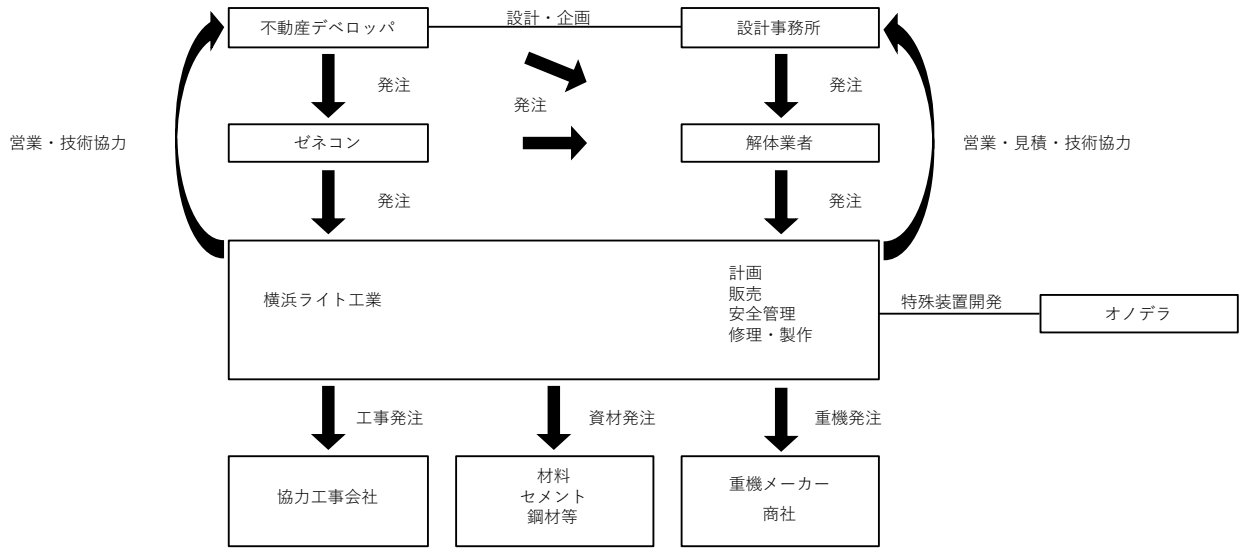 不動産デベロッパ
設計・企画
設計事務所
発注
発注
発注
営業・技術協力
ゼネコン
解体業者
営業・見積・技術協力
発注
発注
横浜ライト工業
計画
販売
安全管理
修理・製作
特殊装置開発
オノデラ
工事発注
資材発注
重機発注
協力工事会社
材料
セメント
鋼材等
重機メーカー
商社